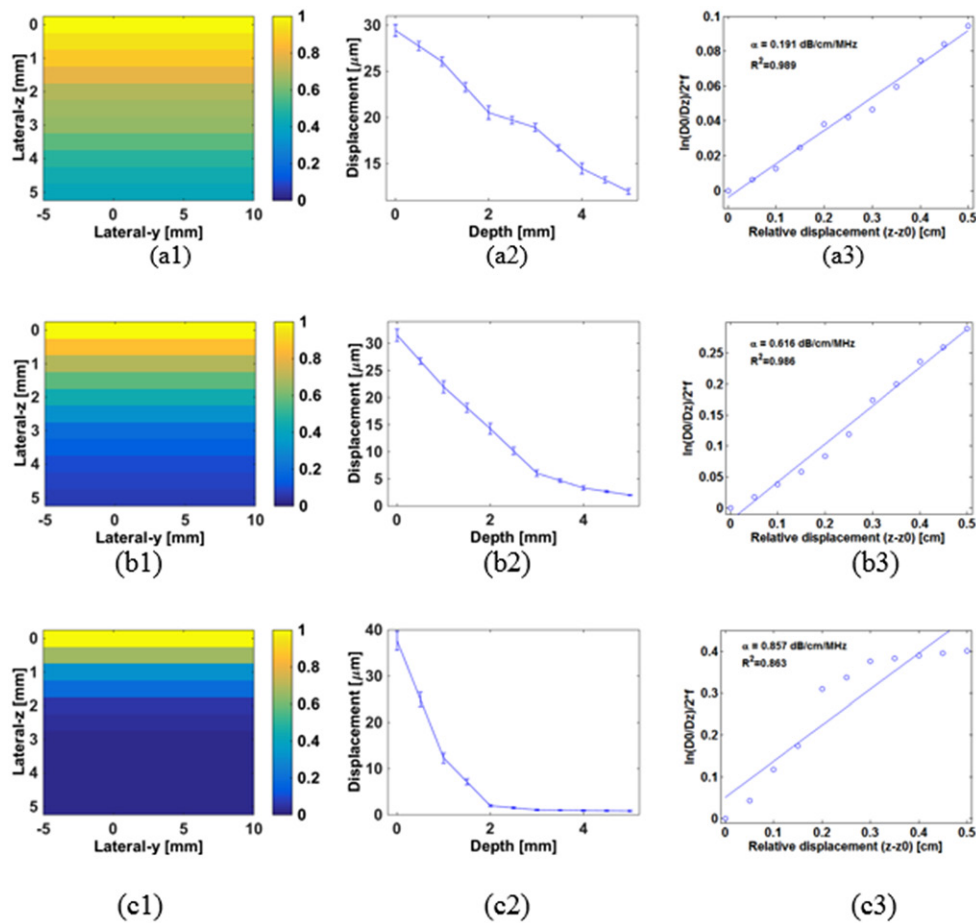 0
1
2
3
4
5
-5 0 5 10
Lateral-z [mm]
Lateral-y [mm]
1
0.8
0.6
0.4
0.2
0
(a1)
30
25
20
15
0 2 4
Displacement [μm]
Depth [mm]
(a2)
0.1
0.08
0.06
0.04
0.02
0
0 0.1 0.2 0.3 0.4 0.5
α = 0.191 dB/cm/MHz
R²=0.989
ln(D0/Dz)/2*f
Relative displacement (z-z0) [cm]
(a3)
0
1
2
3
4
5
-5 0 5 10
Lateral-z [mm]
Lateral-y [mm]
1
0.8
0.6
0.4
0.2
0
(b1)
30
25
20
15
10
5
0
0 2 4
Displacement [μm]
Depth [mm]
(b2)
0.25
0.2
0.15
0.1
0.05
0
0 0.1 0.2 0.3 0.4 0.5
α = 0.616 dB/cm/MHz
R²=0.986
ln(D0/Dz)/2*f
Relative displacement (z-z0) [cm]
(b3)
0
1
2
3
4
5
-5 0 5 10
Lateral-z [mm]
Lateral-y [mm]
1
0.8
0.6
0.4
0.2
0
(c1)
40
30
20
10
0
0 2 4
Displacement [μm]
Depth [mm]
(c2)
0.4
0.3
0.2
0.1
0
0 0.1 0.2 0.3 0.4 0.5
α = 0.857 dB/cm/MHz
R²=0.863
ln(D0/Dz)/2*f
Relative displacement (z-z0) [cm]
(c3)